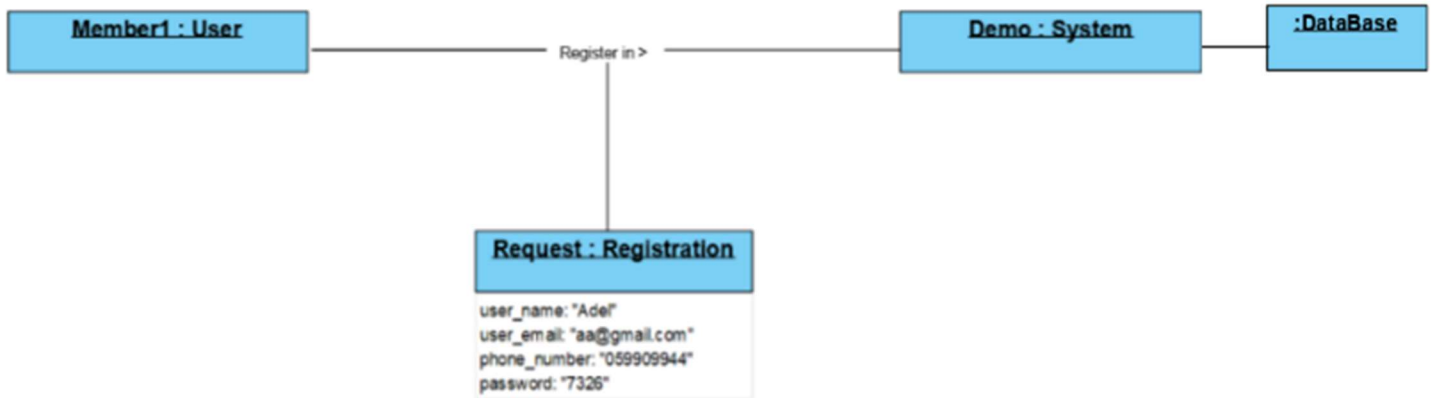 Member1 : User
Register in >
Demo : System
:DataBase
Request : Registration
user_name: "Adel"
user_email: "aa@gmail.com"
phone_number: "059909944"
password: "7326"